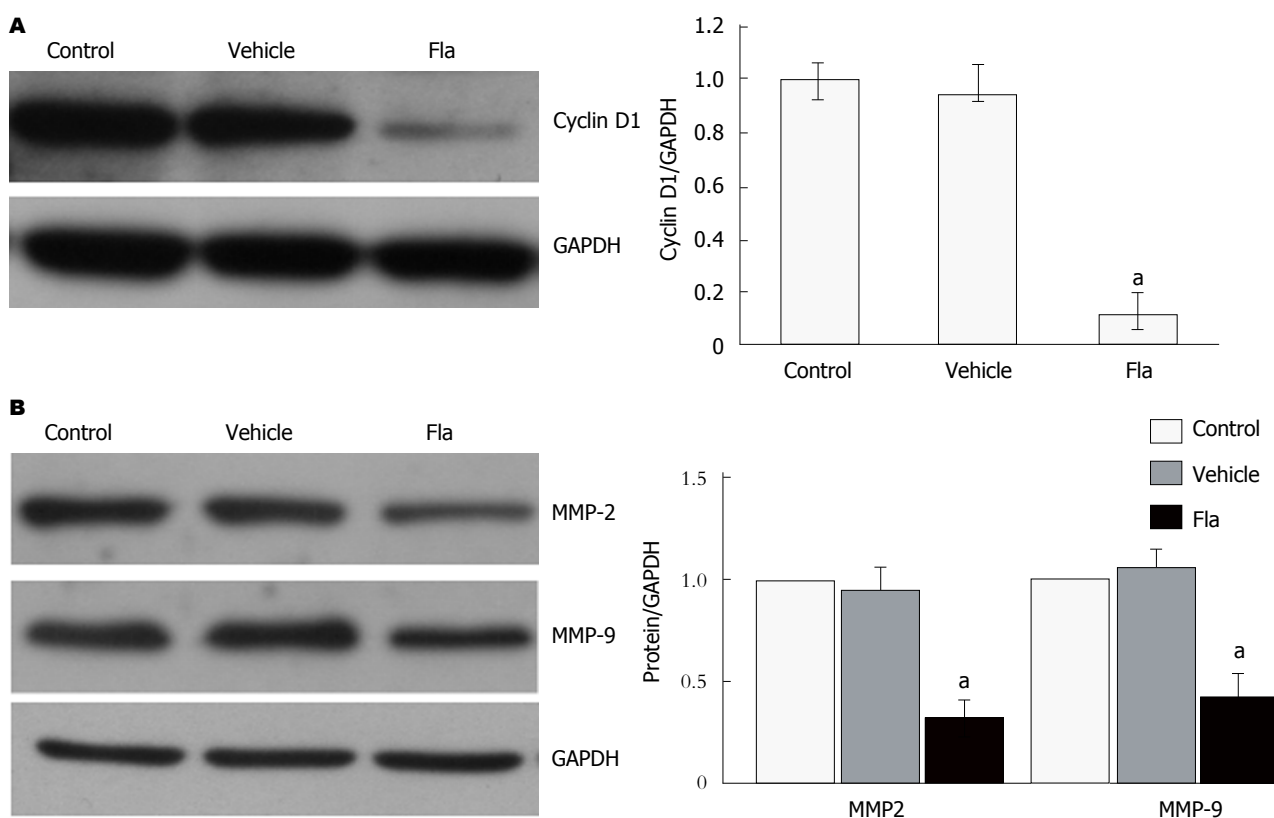 A
Control Vehicle Fla
Cyclin D1
GAPDH
Cyclin D1/GAPDH
1.2
1.0
0.8
0.6
0.4
0.2
0
a
Control Vehicle Fla
B
Control Vehicle Fla
MMP-2
MMP-9
GAPDH
Control
Vehicle
Fla
Protein/GAPDH
1.5
1.0
0.5
0
a
a
MMP2 MMP-9